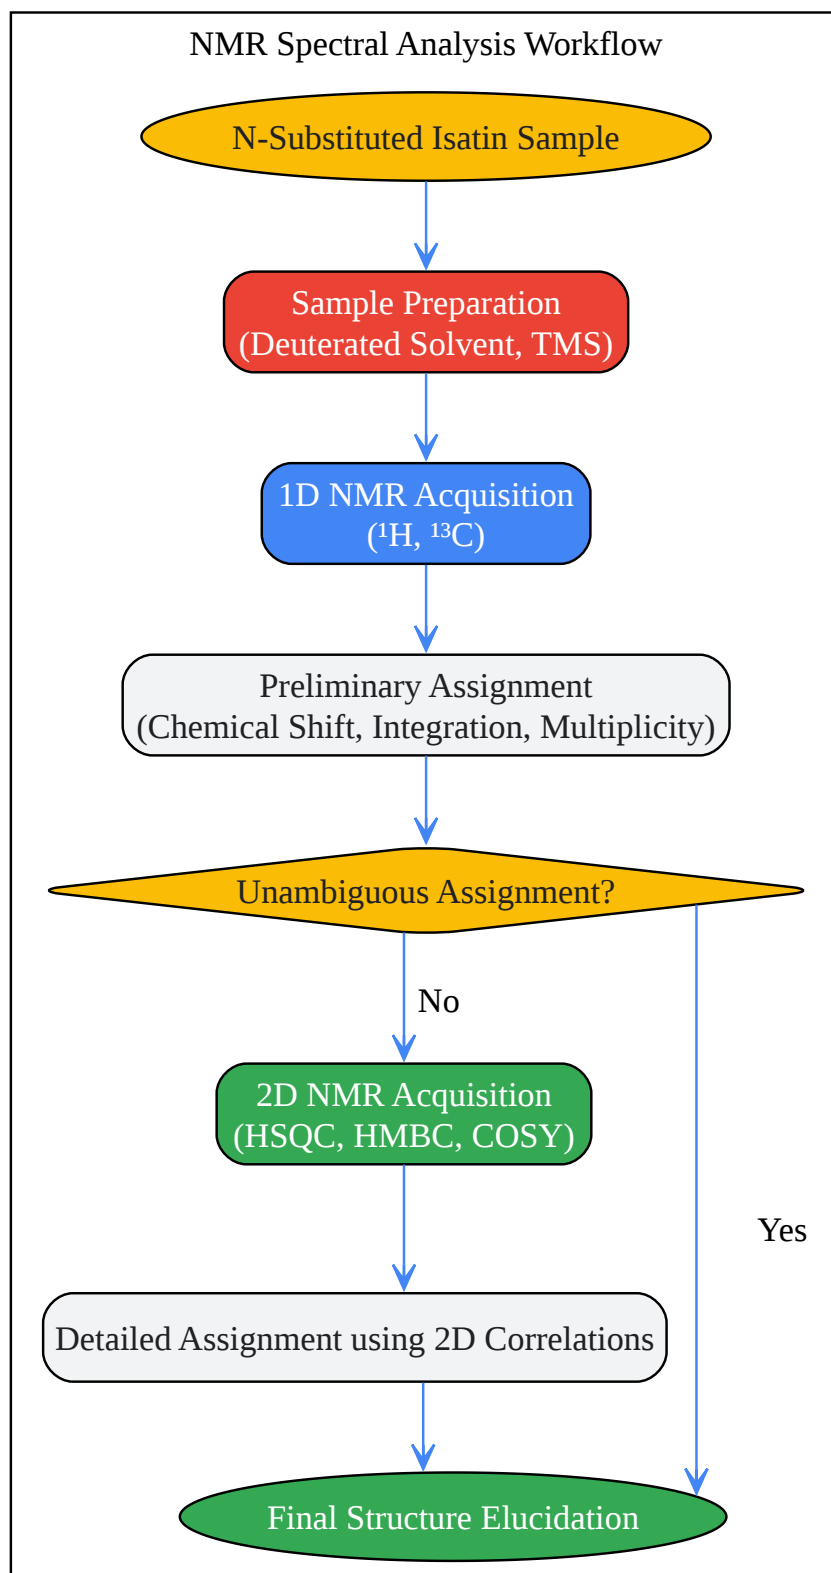 NMR Spectral Analysis Workflow
N-Substituted Isatin Sample
Sample Preparation
(Deuterated Solvent, TMS)
1D NMR Acquisition
(¹H, ¹³C)
Preliminary Assignment
(Chemical Shift, Integration, Multiplicity)
Unambiguous Assignment?
No
2D NMR Acquisition
(HSQC, HMBC, COSY)
Yes
Detailed Assignment using 2D Correlations
Final Structure Elucidation